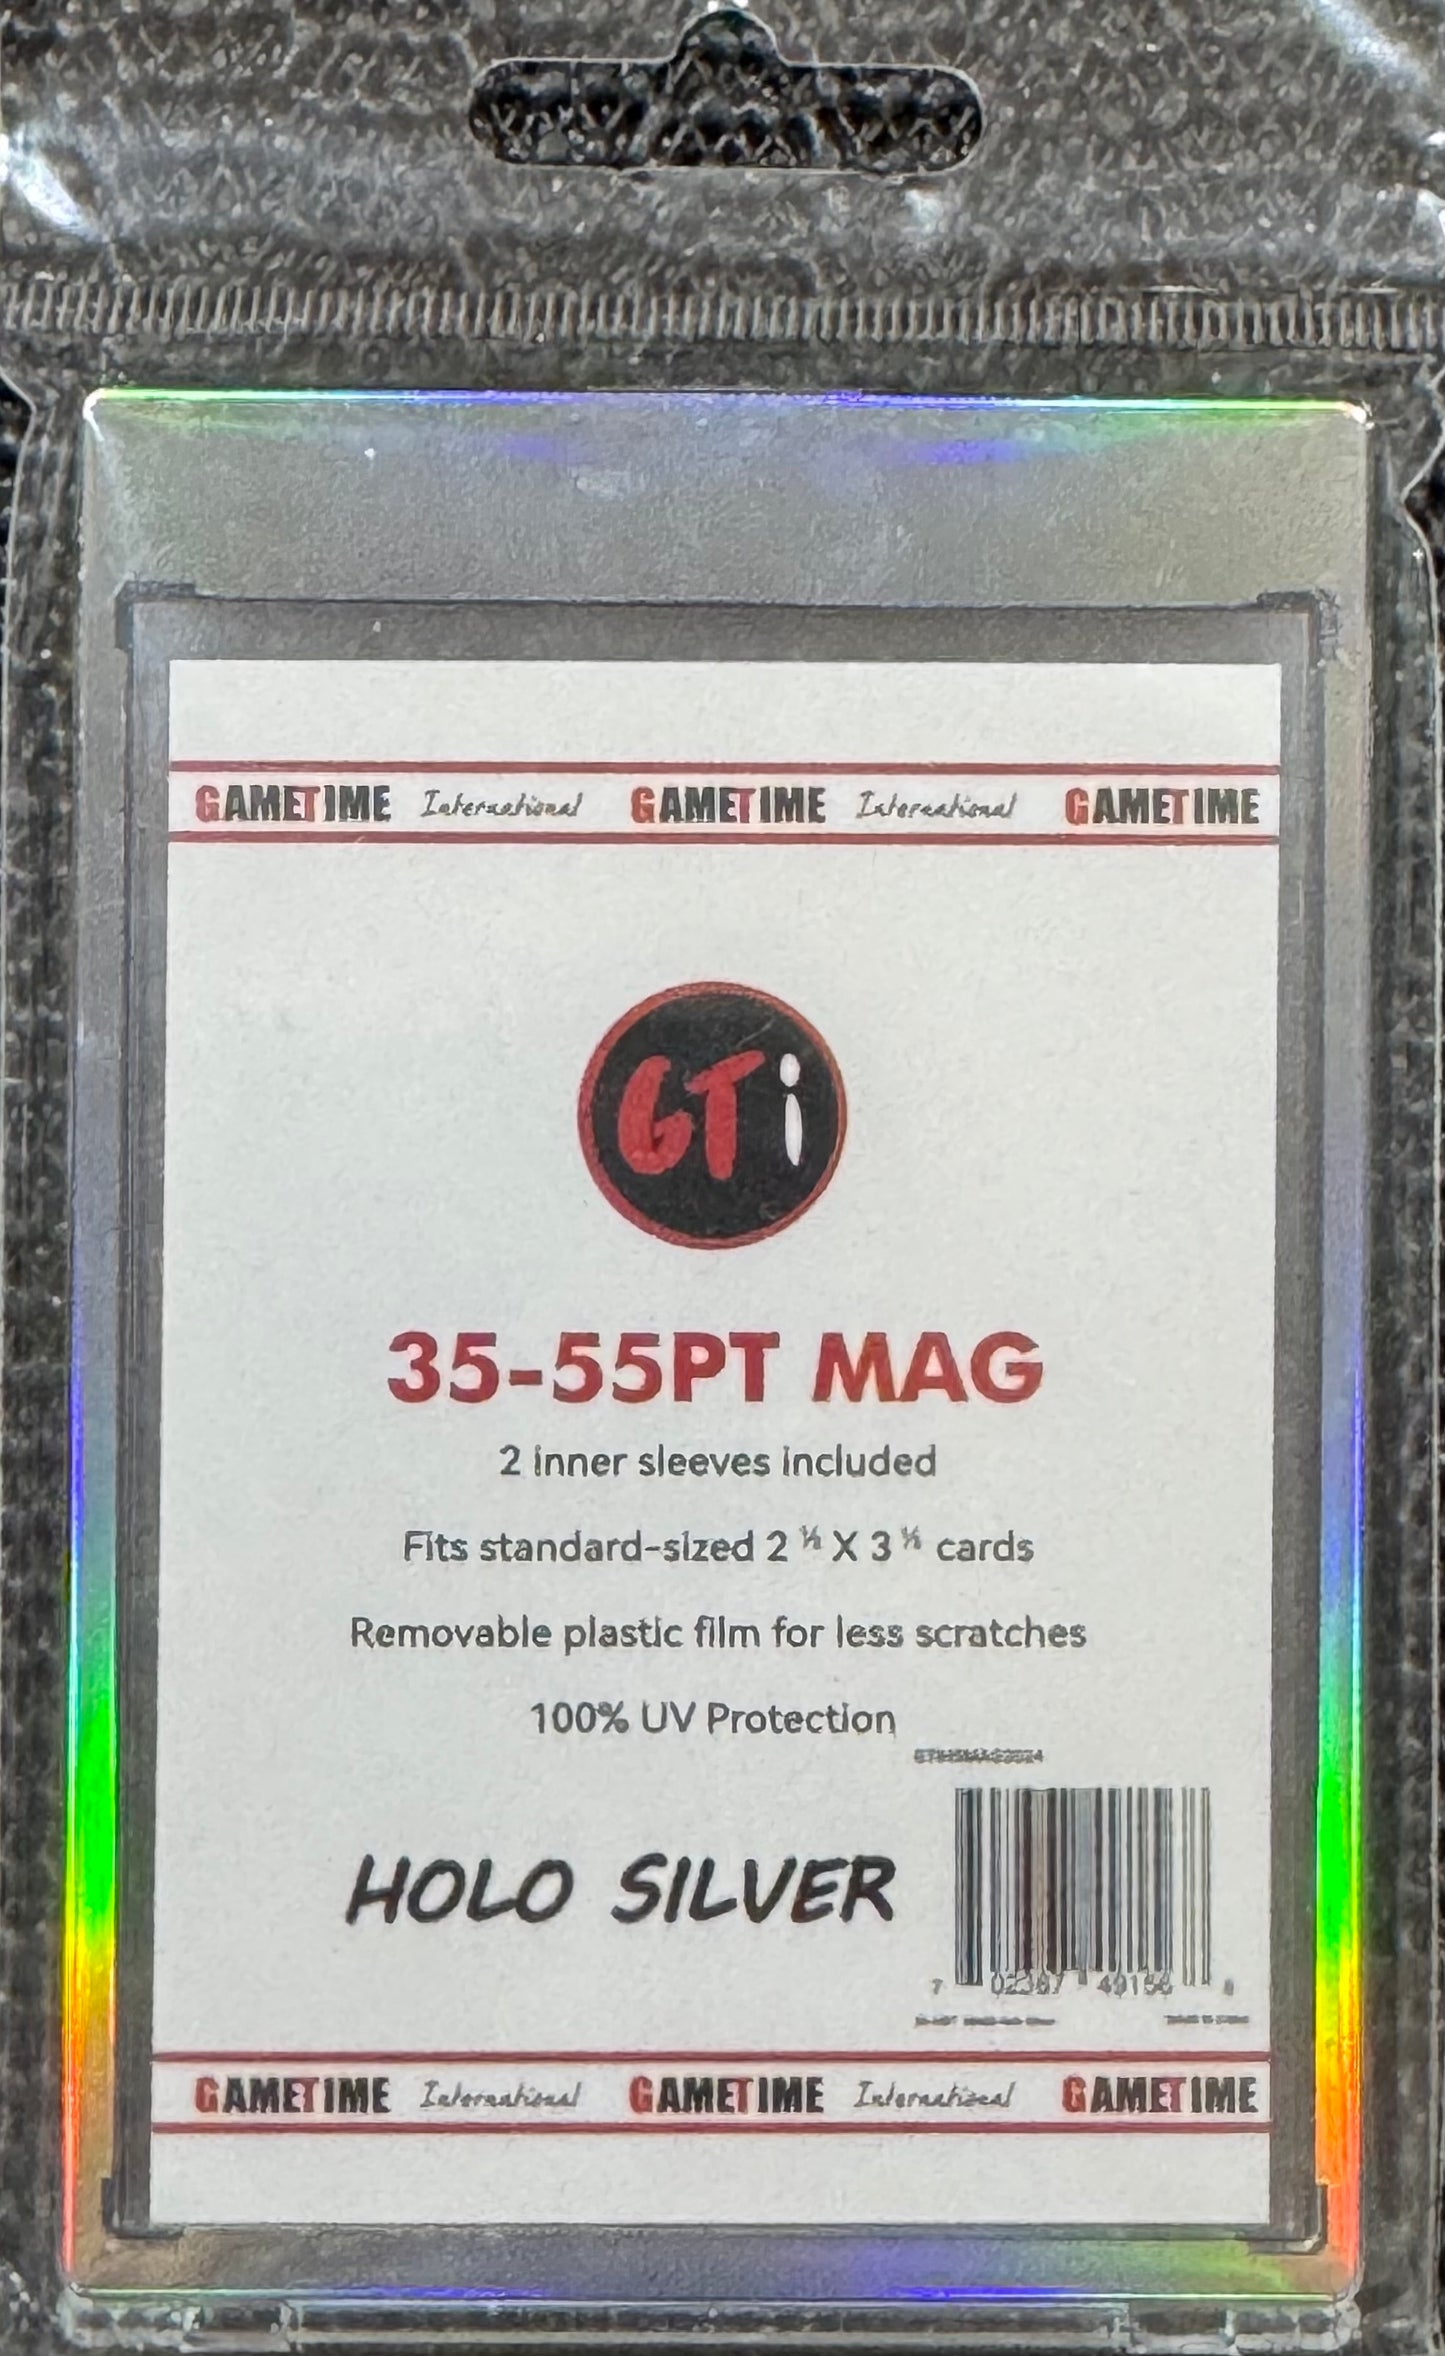 GAMETIME International GAMETIME International GAMETIME
GTi
35-55PT MAG
2 inner sleeves included
Fits standard-sized 2 ½ X 3 ½ cards
Removable plastic film for less scratches
100% UV Protection
HOLO SILVER
7
GAMETIME International GAMETIME International GAMETIME